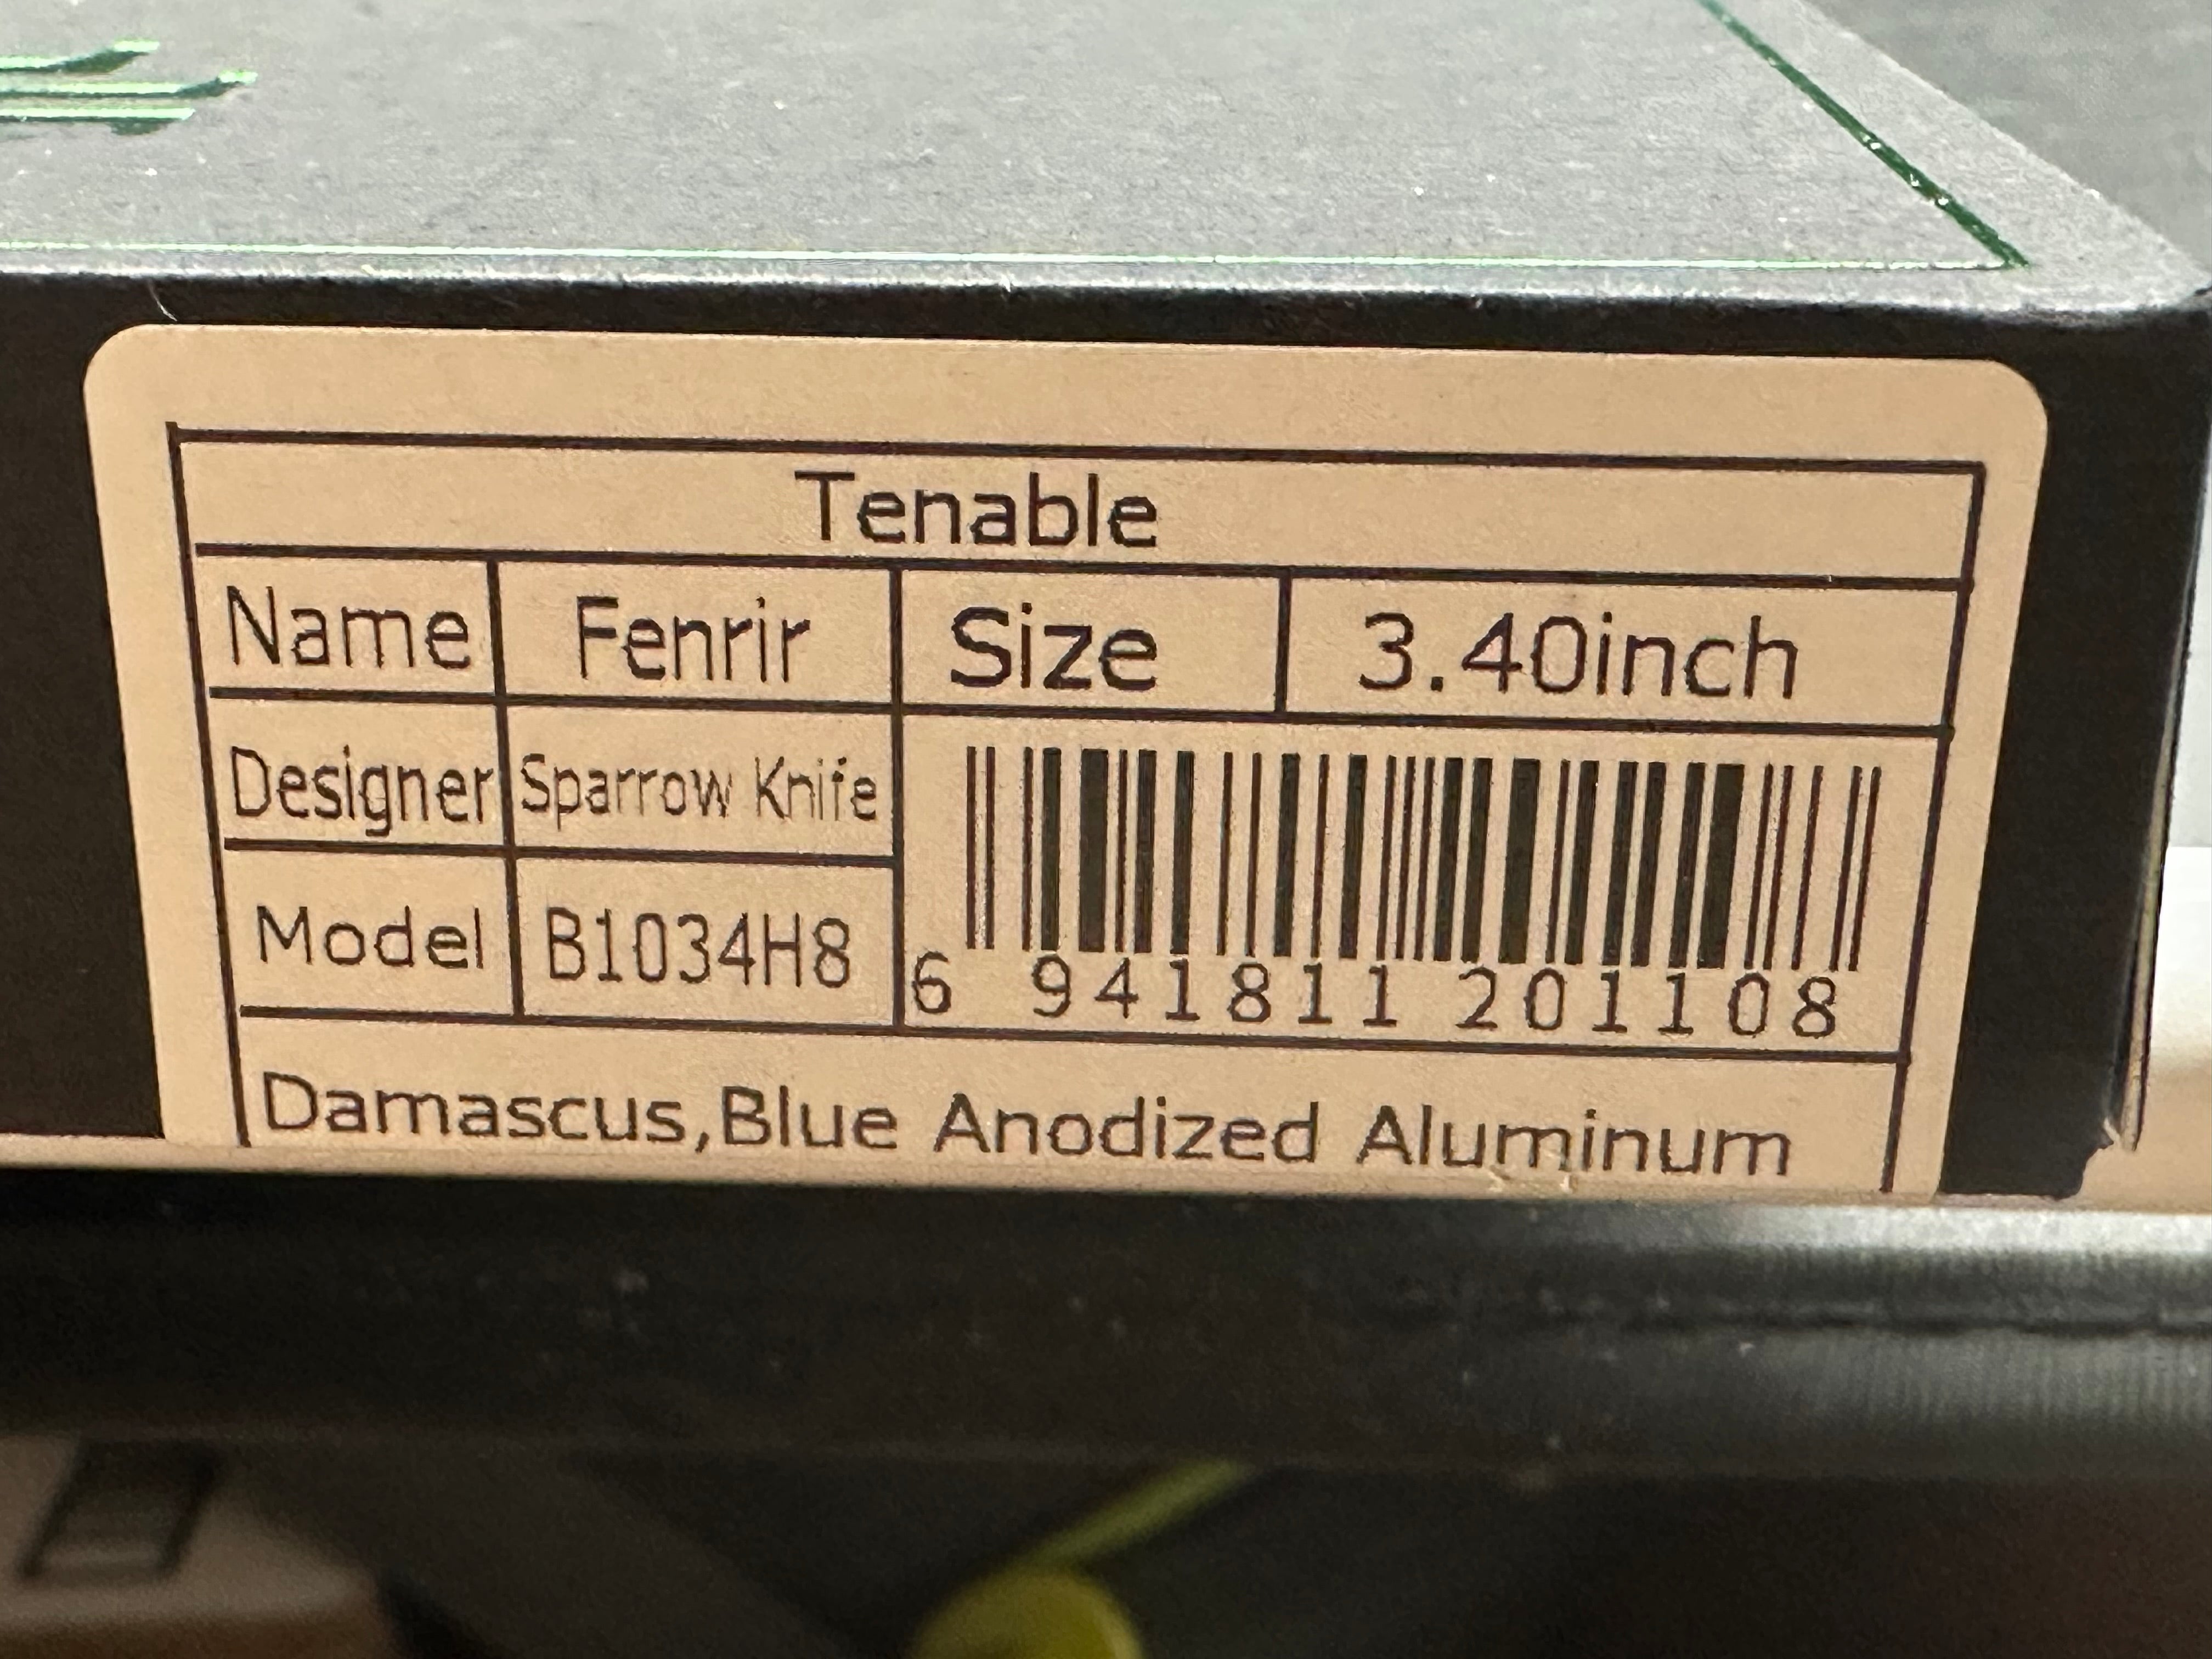 Tenable
Name Fenrir Size 3.40inch
Designer Sparrow Knife
Model B1034H8
6 941811 201108
Damascus,Blue Anodized Aluminum